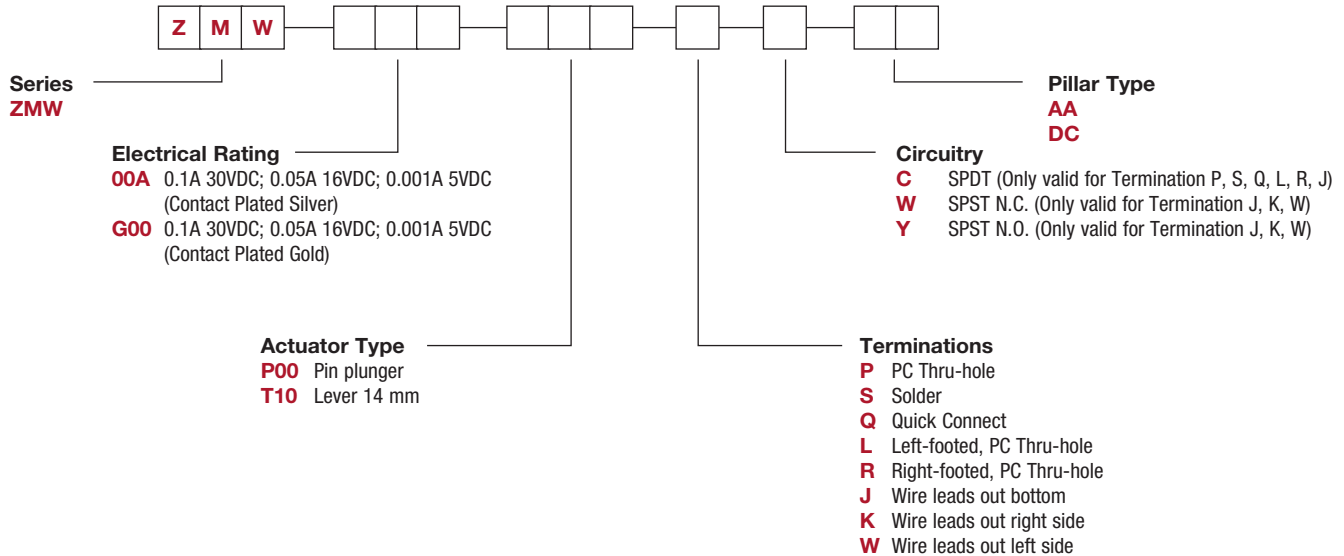 Z M W
Series
ZMW
Pillar Type
AA
DC
Electrical Rating
00A 0.1A 30VDC; 0.05A 16VDC; 0.001A 5VDC
(Contact Plated Silver)
G00 0.1A 30VDC; 0.05A 16VDC; 0.001A 5VDC
(Contact Plated Gold)
Circuitry
C SPDT (Only valid for Termination P, S, Q, L, R, J)
W SPST N.C. (Only valid for Termination J, K, W)
Y SPST N.O. (Only valid for Termination J, K, W)
Actuator Type
P00 Pin plunger
T10 Lever 14 mm
Terminations
P PC Thru-hole
S Solder
Q Quick Connect
L Left-footed, PC Thru-hole
R Right-footed, PC Thru-hole
J Wire leads out bottom
K Wire leads out right side
W Wire leads out left side